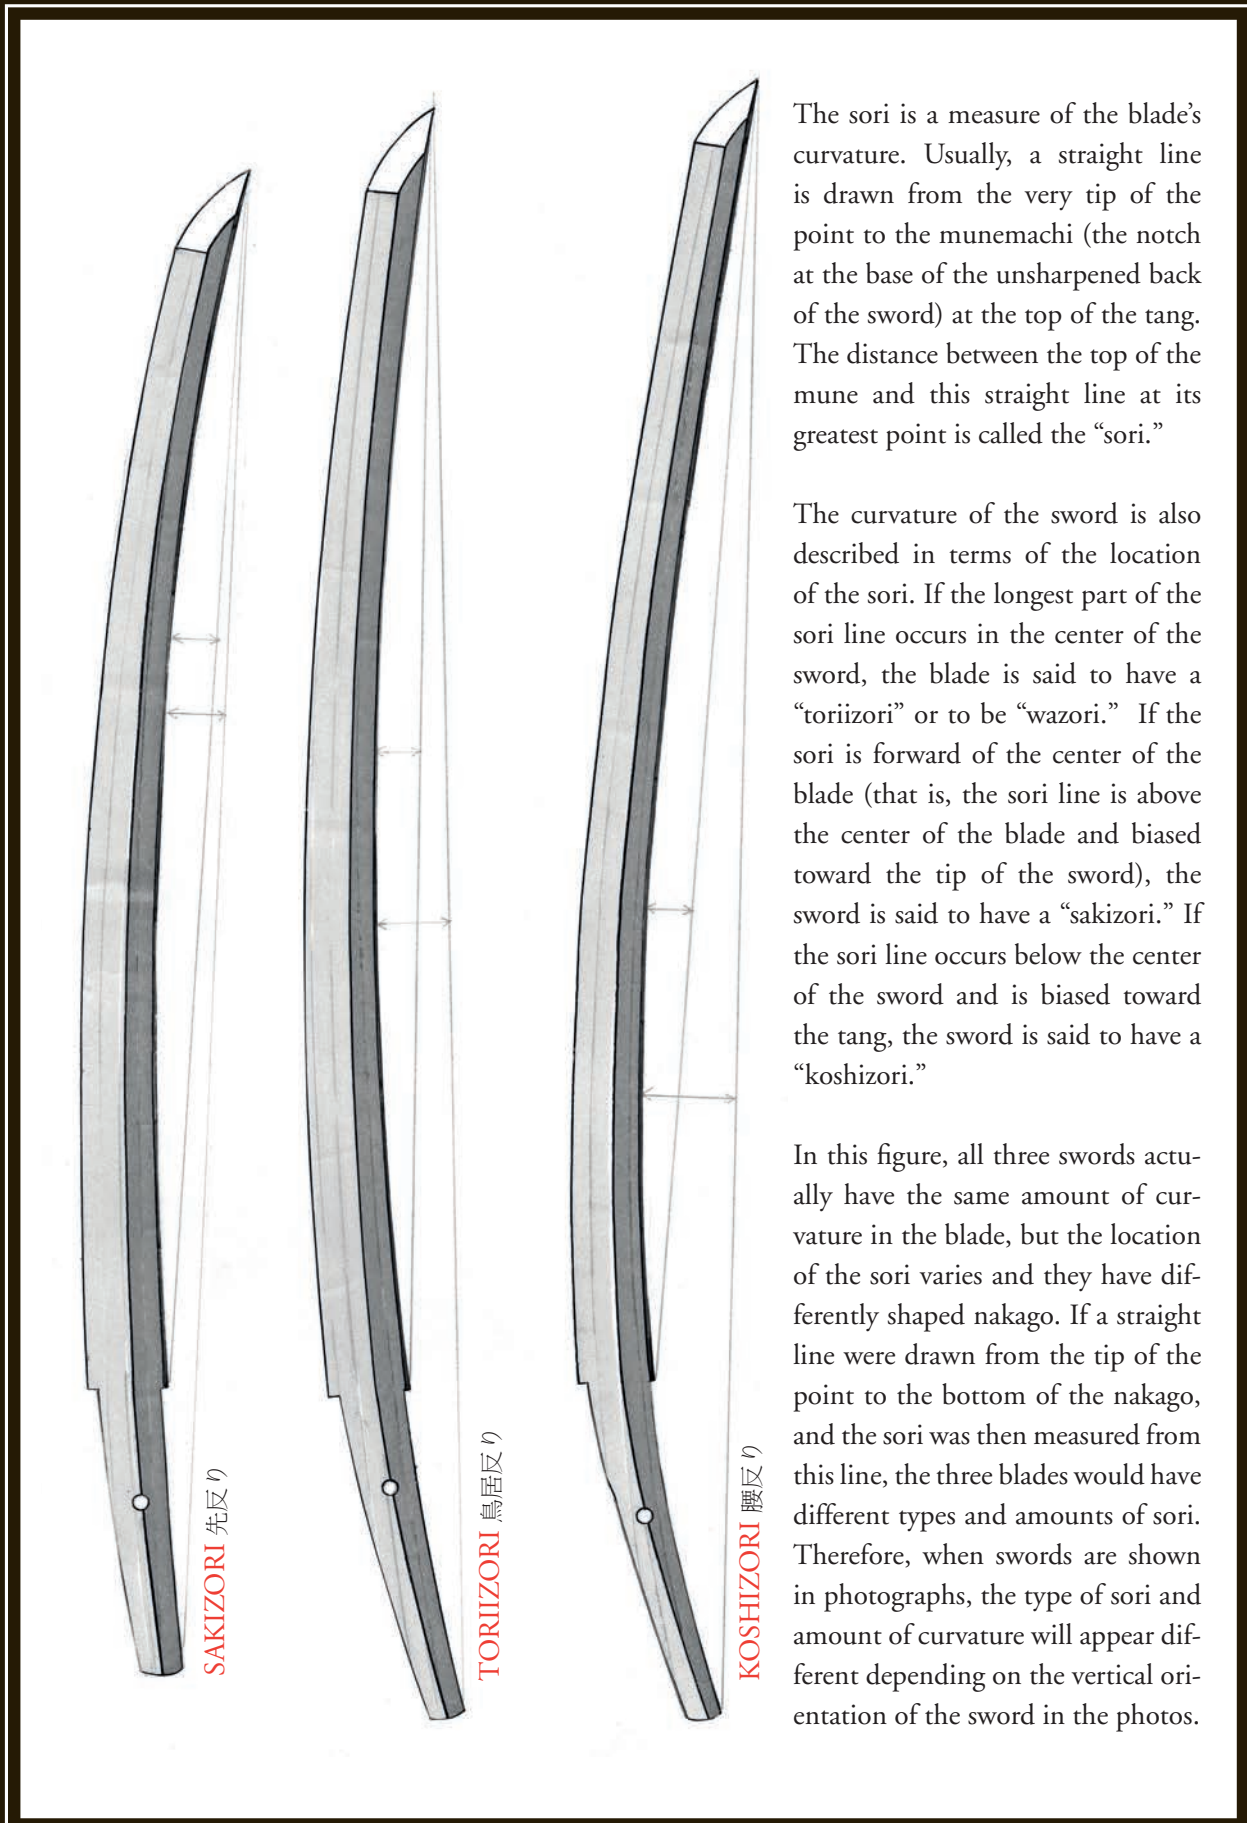 The sori is a measure of the blade’s
curvature. Usually, a straight line
is drawn from the very tip of the
point to the munemachi (the notch
at the base of the unsharpened back
of the sword) at the top of the tang.
The distance between the top of the
mune and this straight line at its
greatest point is called the “sori.”
The curvature of the sword is also
described in terms of the location
of the sori. If the longest part of the
sori line occurs in the center of the
sword, the blade is said to have a
“toriizori” or to be “wazori.” If the
sori is forward of the center of the
blade (that is, the sori line is above
the center of the blade and biased
toward the tip of the sword), the
sword is said to have a “sakizori.” If
the sori line occurs below the center
of the sword and is biased toward
the tang, the sword is said to have a
“koshizori.”
In this figure, all three swords actu-
ally have the same amount of cur-
vature in the blade, but the location
of the sori varies and they have dif-
ferently shaped nakago. If a straight
line were drawn from the tip of the
point to the bottom of the nakago,
and the sori was then measured from
this line, the three blades would have
different types and amounts of sori.
Therefore, when swords are shown
in photographs, the type of sori and
amount of curvature will appear dif-
ferent depending on the vertical ori-
entation of the sword in the photos.
SAKIZORI 先反り
TORIIZORI 鳥居反り
KOSHIZORI 腰反り